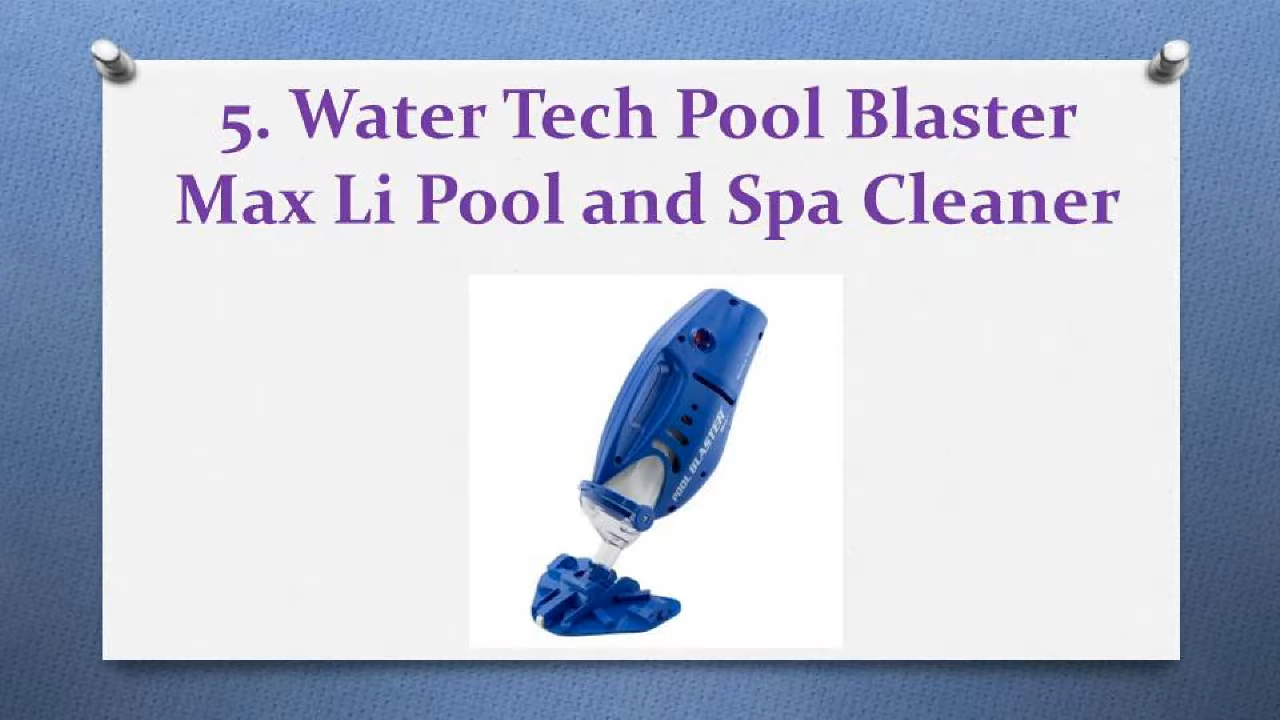 5. Water Tech Pool Blaster
Max Li Pool and Spa Cleaner
POOL BLASTER